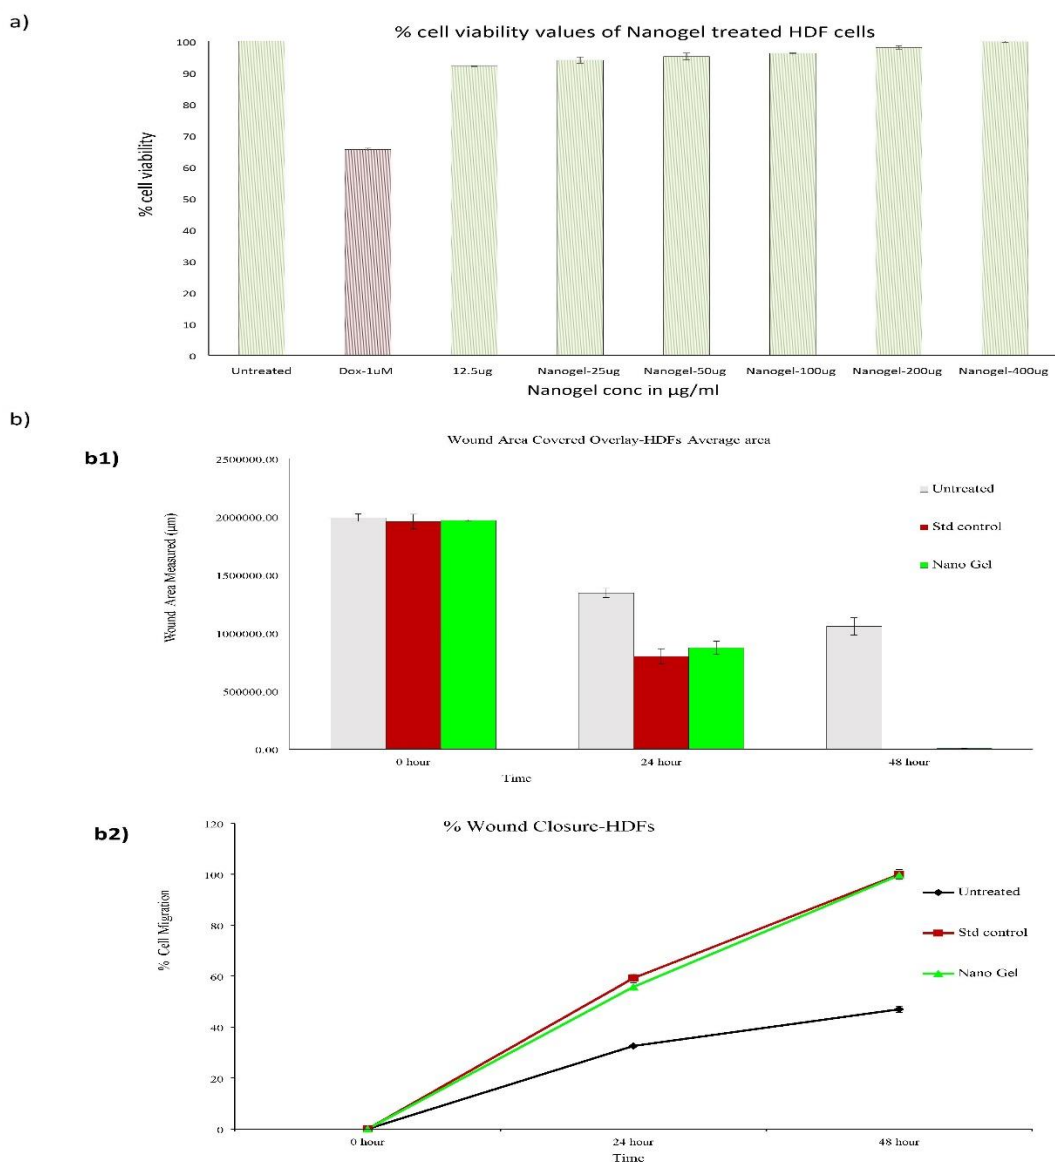 a)
% cell viability values of Nanogel treated HDF cells
% cell viability
100
90
80
70
60
50
40
30
20
10
0
Untreated Dox-1uM 12.5ug Nanogel-25ug Nanogel-50ug Nanogel-100ug Nanogel-200ug Nanogel-400ug
Nanogel conc in µg/ml
b)
b1)
Wound Area Covered Overlay-HDFs Average area
Wound Area Measured (µm)
2500000.00
2000000.00
1500000.00
1000000.00
500000.00
0.00
Untreated
Std control
Nano Gel
0 hour 24 hour 48 hour
Time
b2)
% Wound Closure-HDFs
% Cell Migration
120
100
80
60
40
20
0
Untreated
Std control
Nano Gel
0 hour 24 hour 48 hour
Time